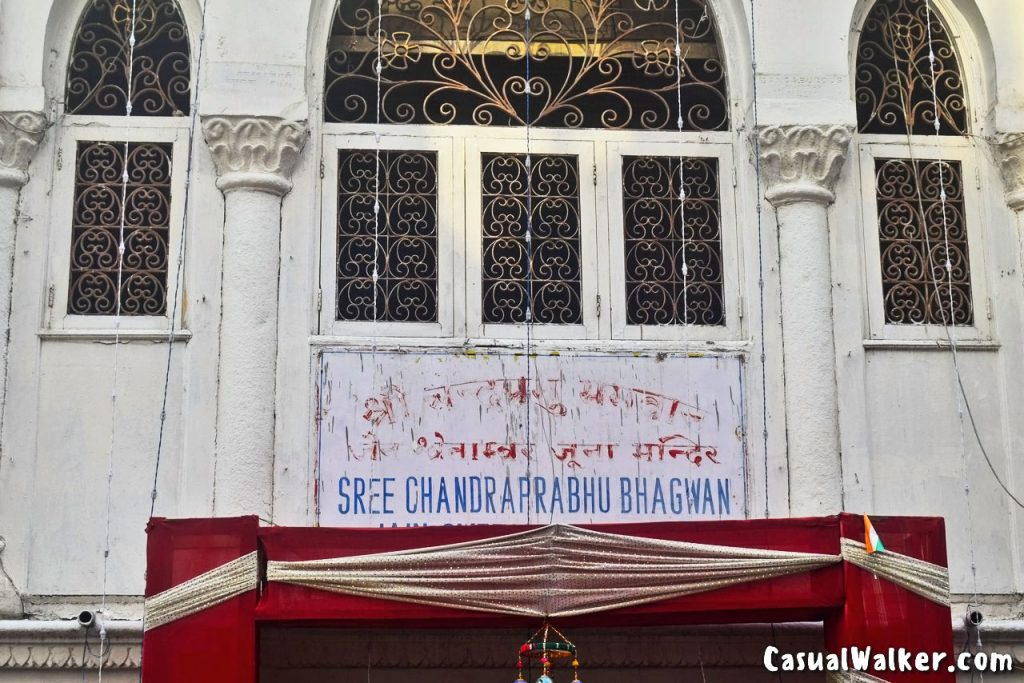 श्री चन्द्रप्रभु भगवान
जैन श्वेताम्बर जूना मन्दिर
SREE CHANDRAPRABHU BHAGWAN
CasualWalker.com